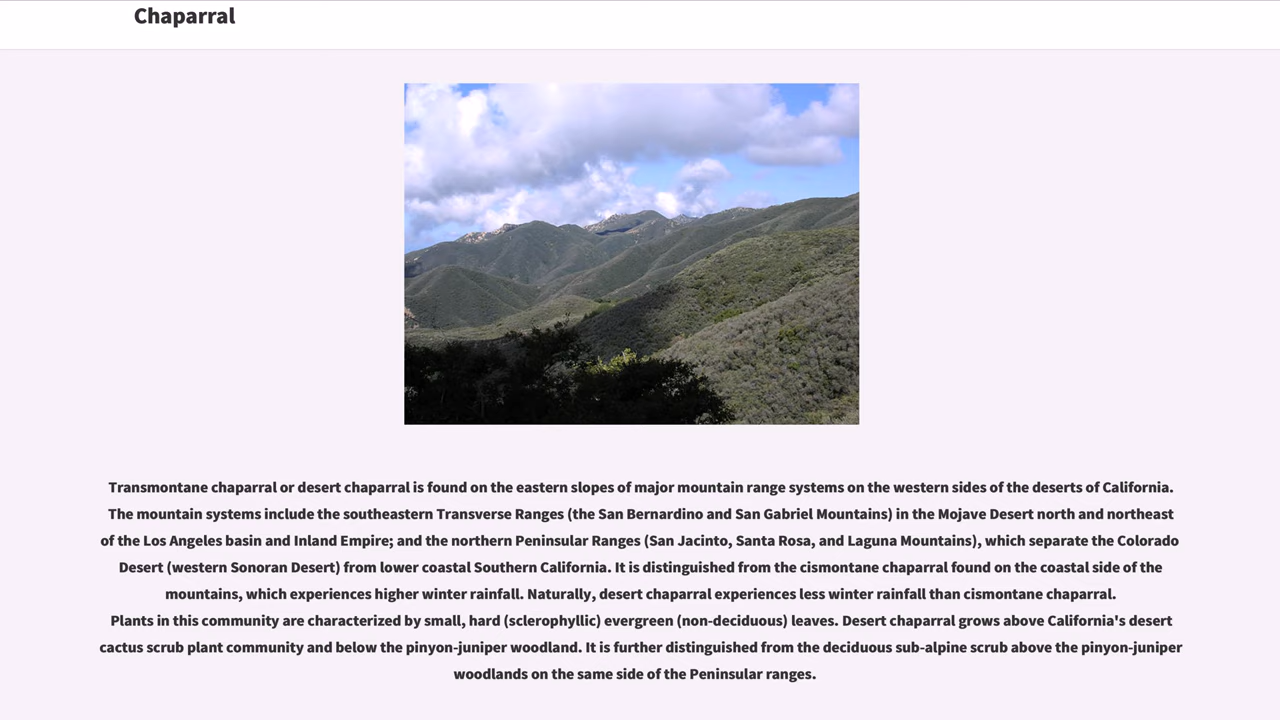 Chaparral
Transmontane chaparral or desert chaparral is found on the eastern slopes of major mountain range systems on the western sides of the deserts of California.
The mountain systems include the southeastern Transverse Ranges (the San Bernardino and San Gabriel Mountains) in the Mojave Desert north and northeast
of the Los Angeles basin and Inland Empire; and the northern Peninsular Ranges (San Jacinto, Santa Rosa, and Laguna Mountains), which separate the Colorado
Desert (western Sonoran Desert) from lower coastal Southern California. It is distinguished from the cismontane chaparral found on the coastal side of the
mountains, which experiences higher winter rainfall. Naturally, desert chaparral experiences less winter rainfall than cismontane chaparral.
Plants in this community are characterized by small, hard (sclerophyllic) evergreen (non-deciduous) leaves. Desert chaparral grows above California's desert
cactus scrub plant community and below the pinyon-juniper woodland. It is further distinguished from the deciduous sub-alpine scrub above the pinyon-juniper
woodlands on the same side of the Peninsular ranges.